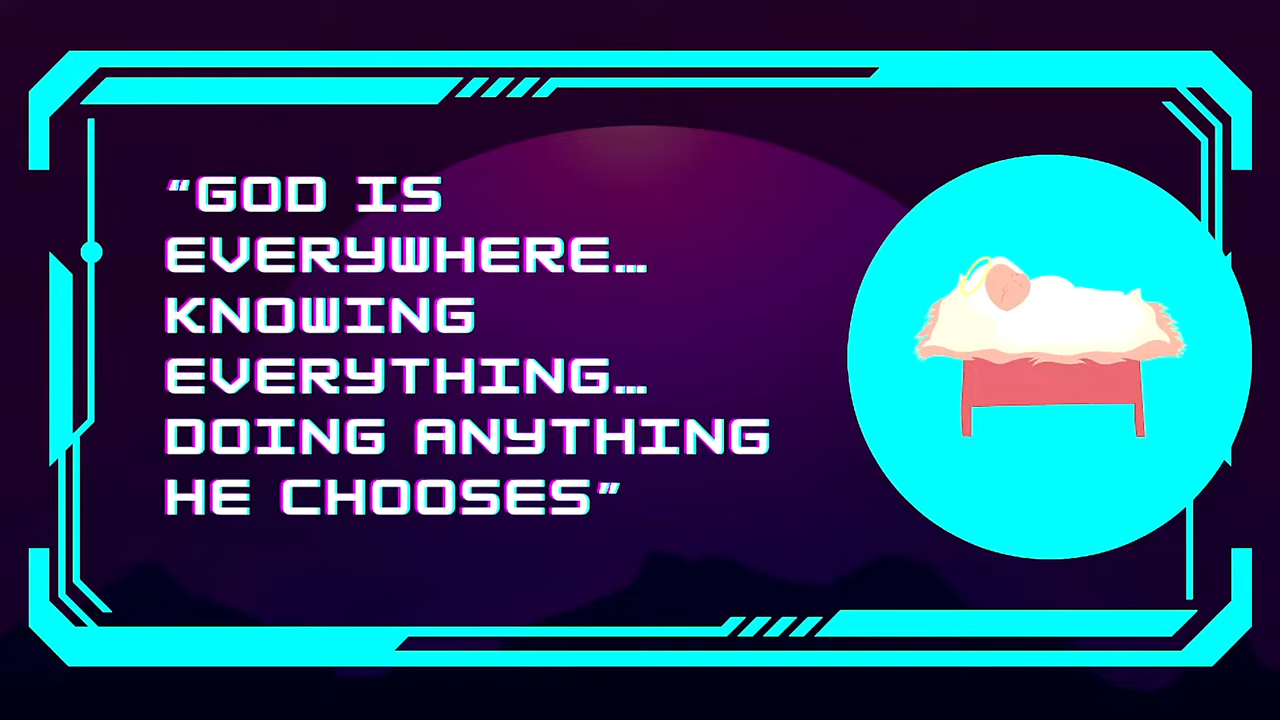 “GOD IS
EVERYWHERE...
KNOWING
EVERYTHING...
DOING ANYTHING
HE CHOOSES”